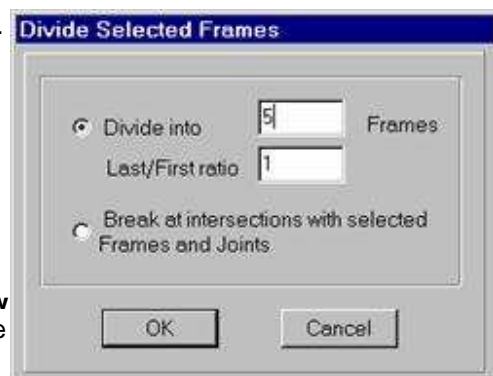 Divide Selected Frames
Divide into 5 Frames
Last/First ratio 1
Break at intersections with selected
Frames and Joints
OK Cancel